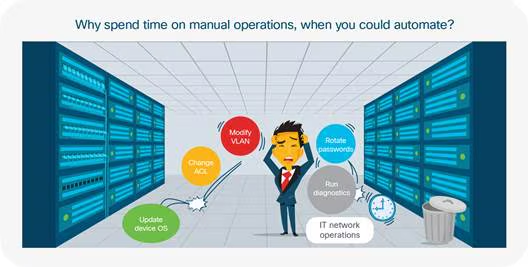 Why spend time on manual operations, when you could automate?
Modify
VLAN
Rotate
passwords
Change
ACL
Run
diagnostics
Update
device OS
IT network
operations